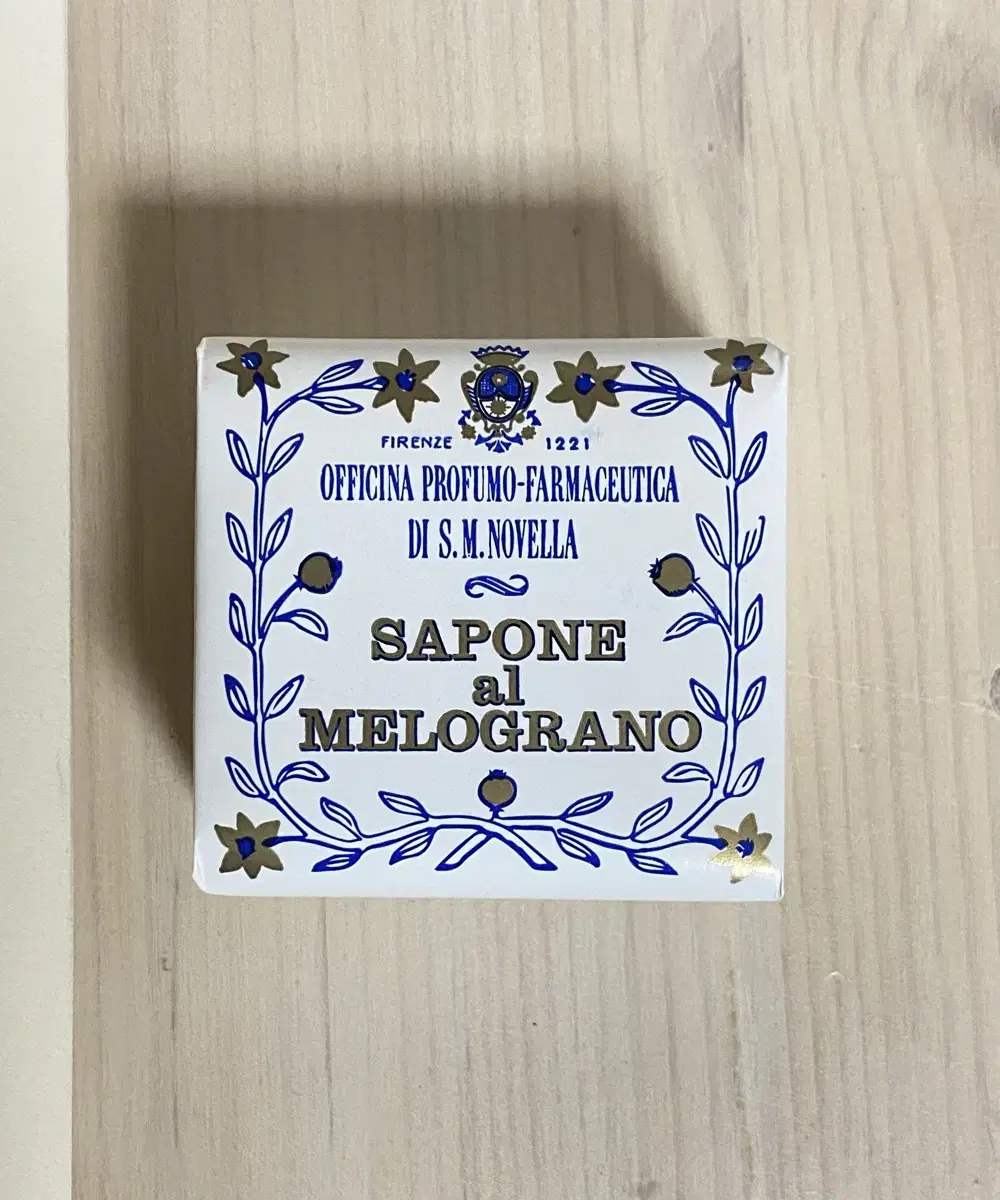 FIRENZE 1221
OFFICINA PROFUMO-FARMACEUTICA
DI S.M.NOVELLA
SAPONE
al
MELOGRANO